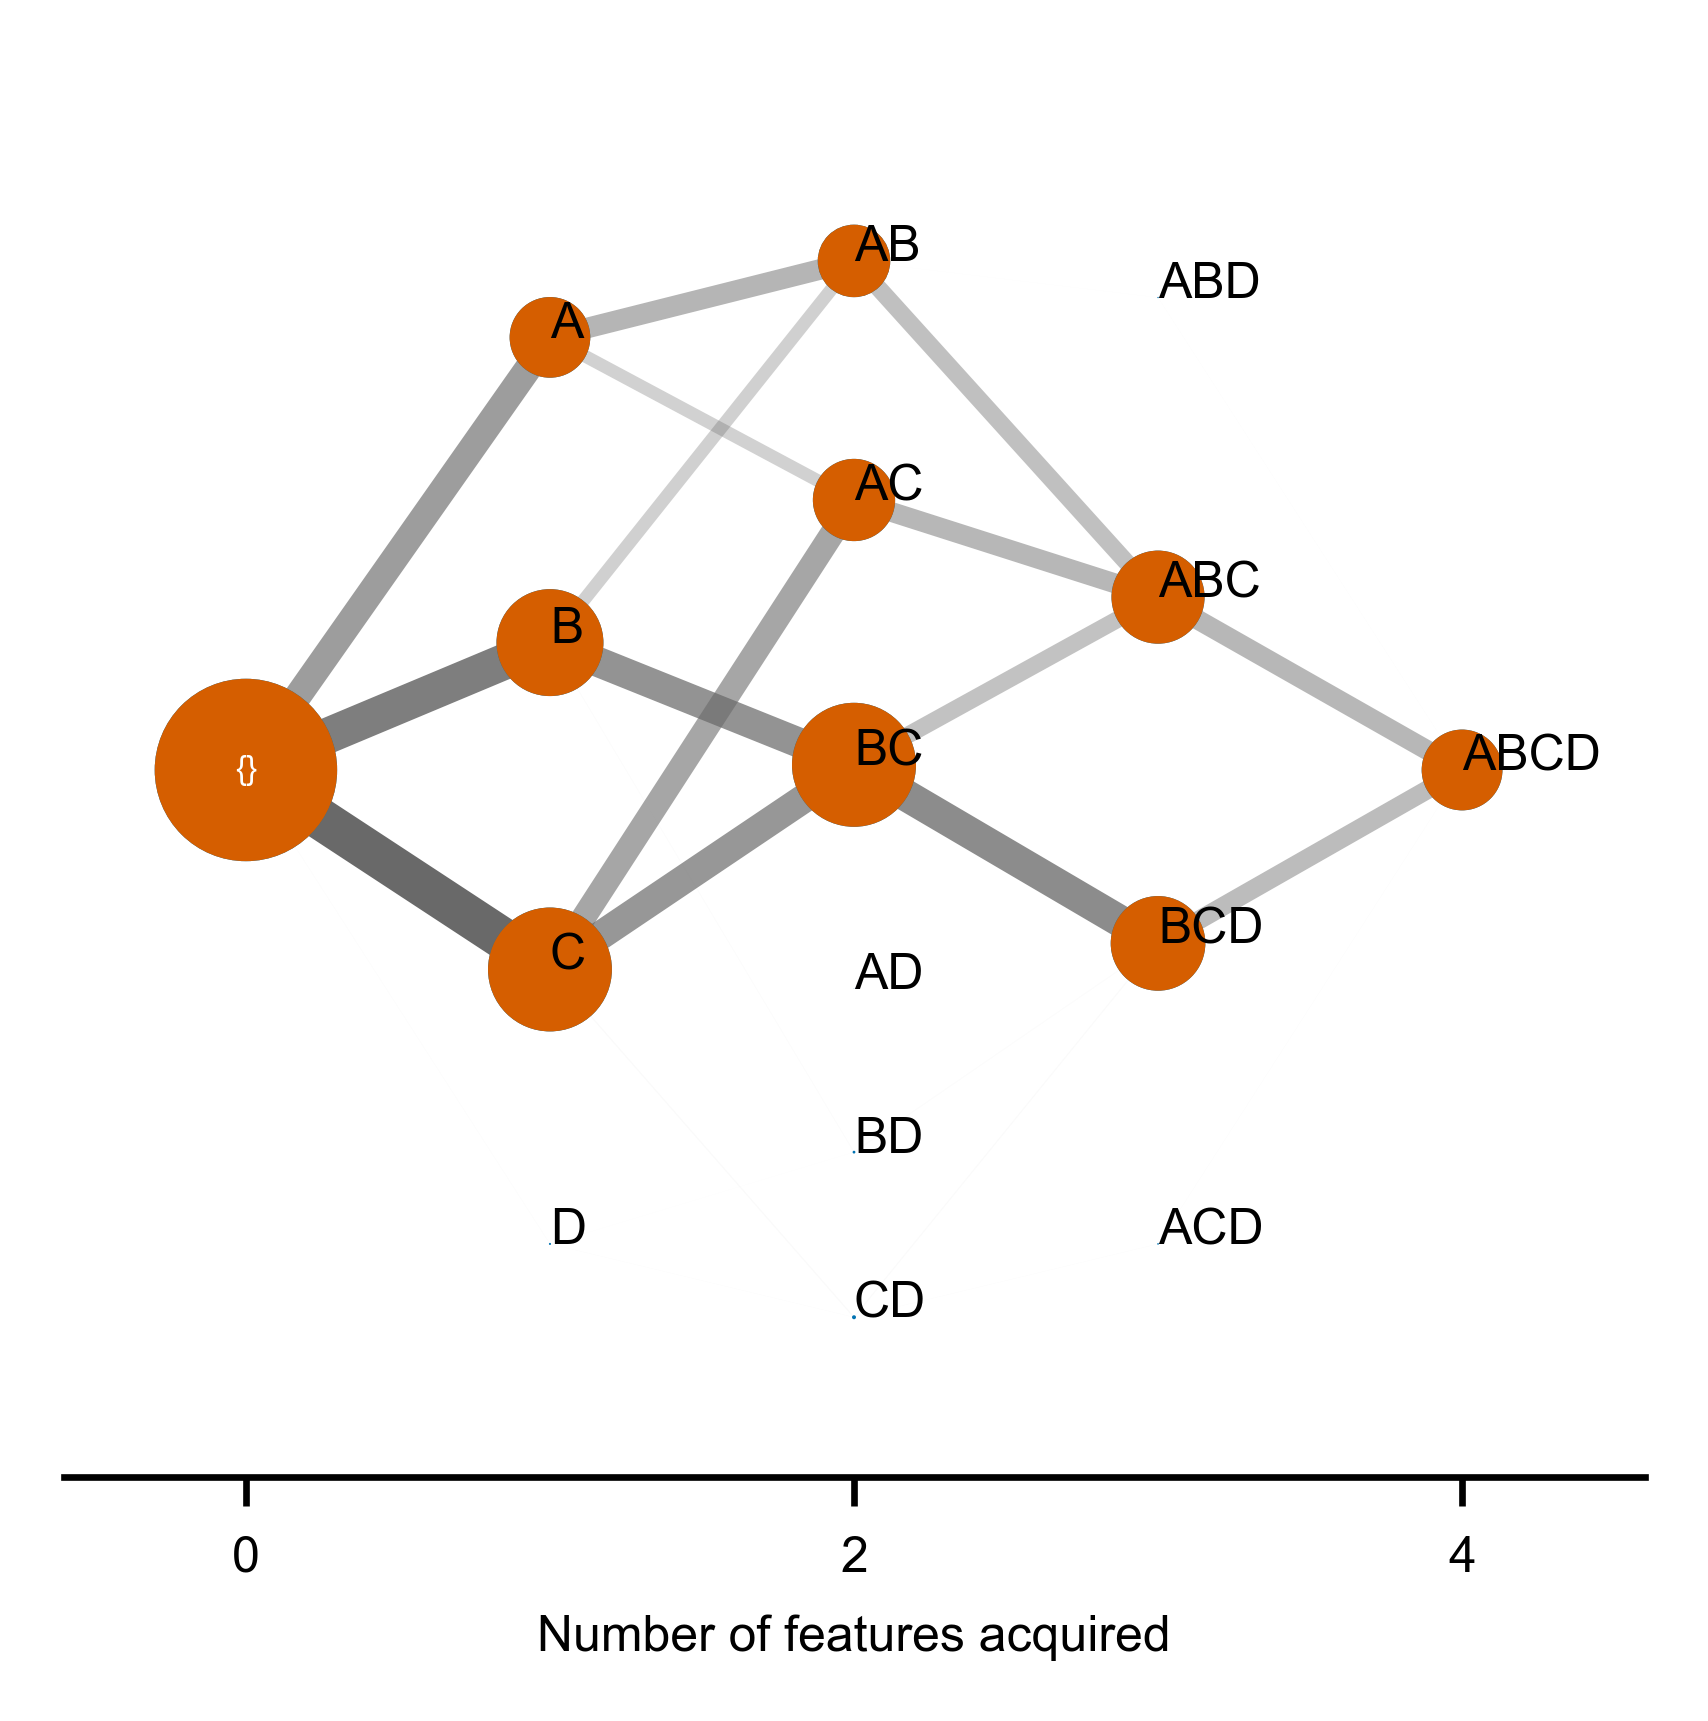 AB
ABD
A
AC
ABC
B
{}
BC
ABCD
C
BCD
AD
BD
D
ACD
CD
0
2
4
Number of features acquired